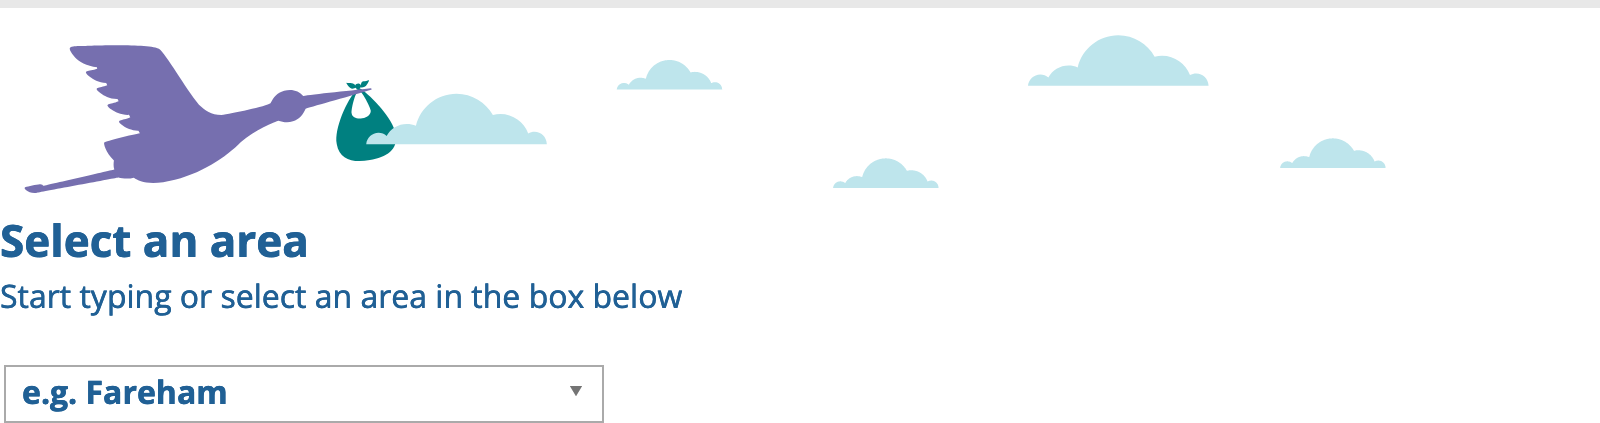 Select an area
Start typing or select an area in the box below
e.g. Fareham